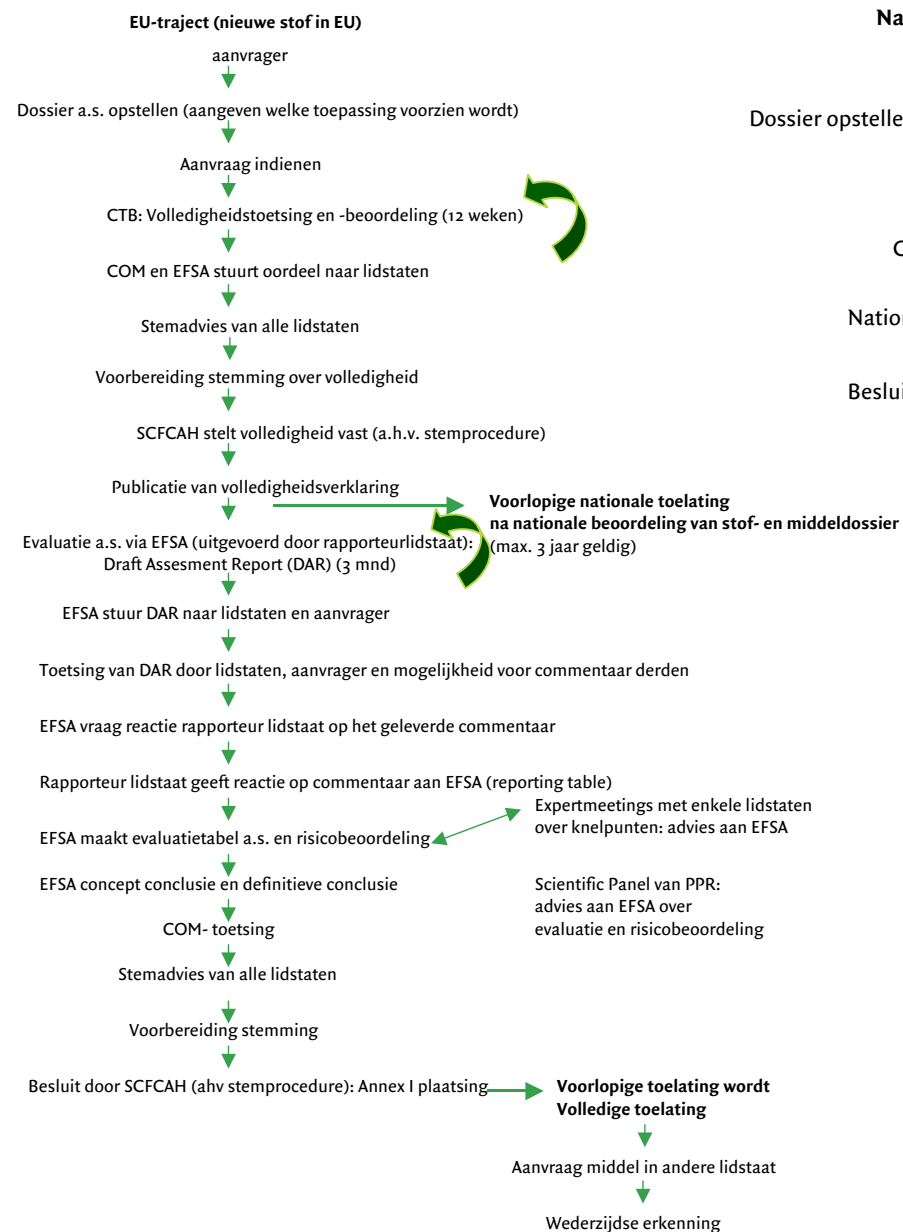 EU-traject (nieuwe stof in EU)
aanvrager
Dossier a.s. opstellen (aangeven welke toepassing voorzien wordt)
Aanvraag indienen
CTB: Volledigheidstoetsing en -beoordeling (12 weken)
COM en EFSA stuurt oordeel naar lidstaten
Stemadvies van alle lidstaten
Voorbereiding stemming over volledigheid
SCFCAH stelt volledigheid vast (a.h.v. stemprocedure)
Publicatie van volledigheidsverklaring
Voorlopige nationale toelating
na nationale beoordeling van stof- en middeldossier
(max. 3 jaar geldig)
Evaluatie a.s. via EFSA (uitgevoerd door rapporteurlidstaat):
Draft Assesment Report (DAR) (3 mnd)
EFSA stuur DAR naar lidstaten en aanvrager
Toetsing van DAR door lidstaten, aanvrager en mogelijkheid voor commentaar derden
EFSA vraag reactie rapporteur lidstaat op het geleverde commentaar
Rapporteur lidstaat geeft reactie op commentaar aan EFSA (reporting table)
Expertmeetings met enkele lidstaten
over knelpunten: advies aan EFSA
EFSA maakt evaluatietabel a.s. en risicobeoordeling
EFSA concept conclusie en definitieve conclusie
Scientific Panel van PPR:
advies aan EFSA over
evaluatie en risicobeoordeling
COM- toetsing
Stemadvies van alle lidstaten
Voorbereiding stemming
Besluit door SCFCAH (ahv stemprocedure): Annex I plaatsing
Voorlopige toelating wordt
Volledige toelating
Aanvraag middel in andere lidstaat
Wederzijdse erkenning
Na
Dossier opstelle
C
Nation
Beslui